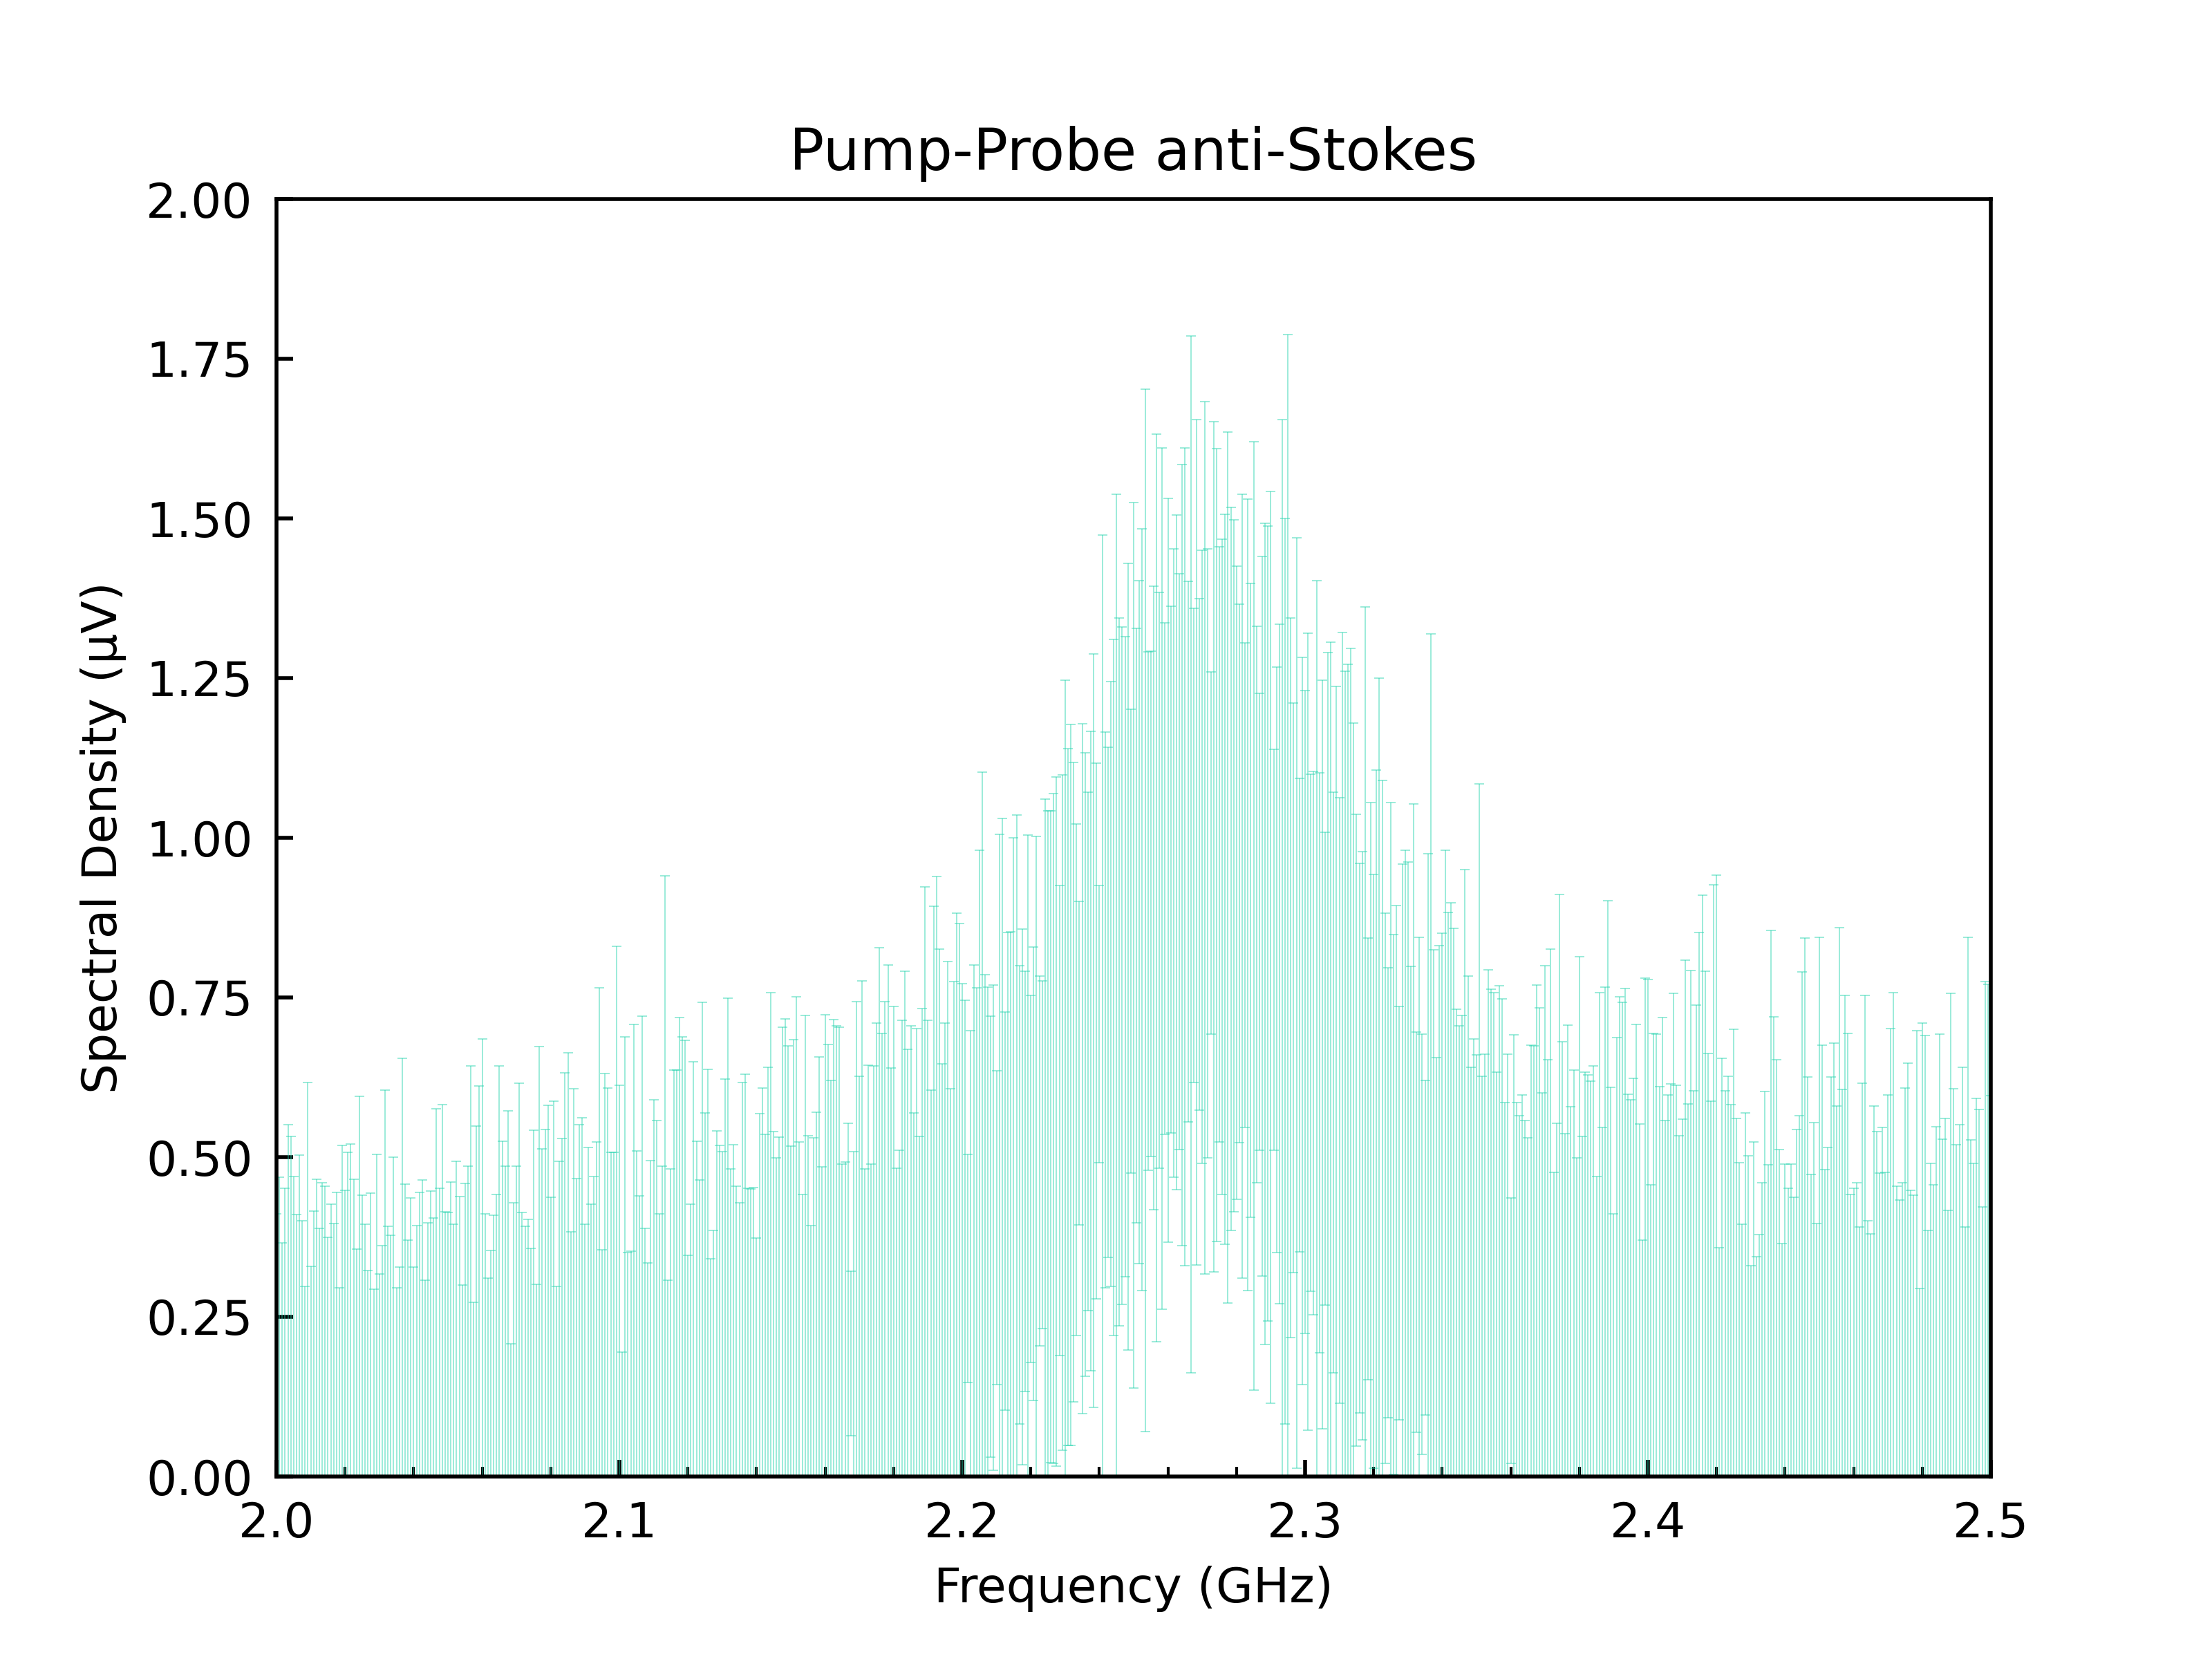 Pump-Probe anti-Stokes
2.00
1.75
1.50
1.25
1.00
0.75
0.50
0.25
0.00
Spectral Density (µV)
2.0 2.1 2.2 2.3 2.4 2.5
Frequency (GHz)